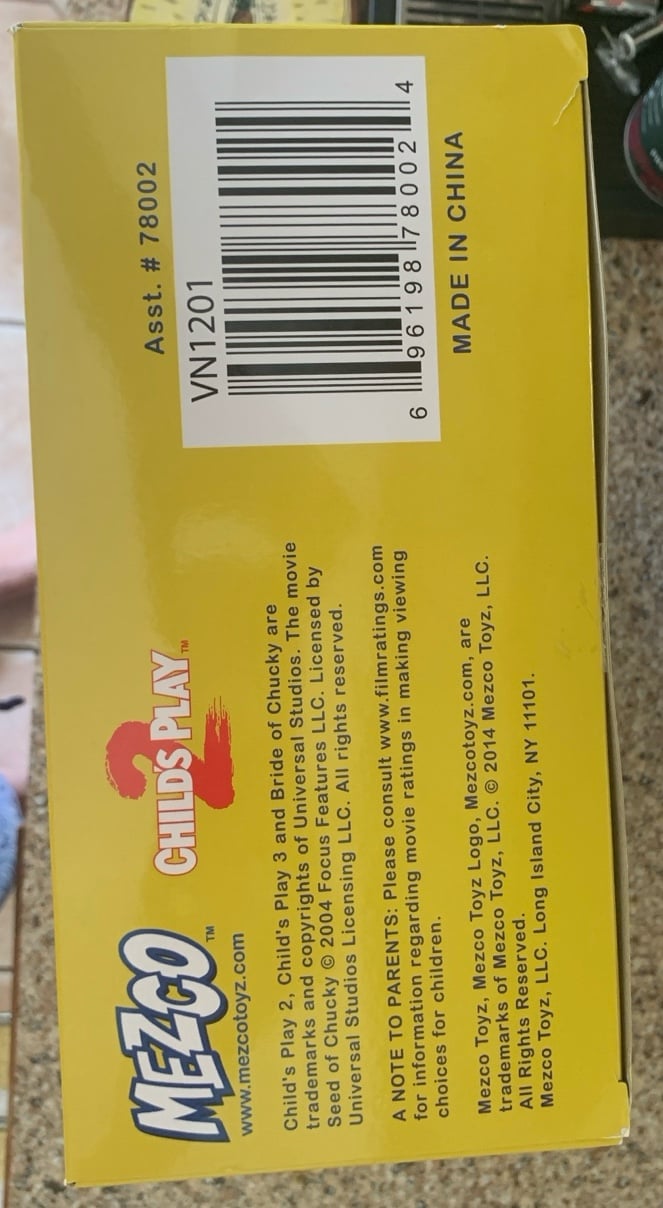 MEZCO™
www.mezcotoyz.com
CHILD'S PLAY™
2
Asst. # 78002
VN1201
6 96198 78002 4
MADE IN CHINA
Child's Play 2, Child's Play 3 and Bride of Chucky are
trademarks and copyrights of Universal Studios. The movie
Seed of Chucky © 2004 Focus Features LLC. Licensed by
Universal Studios Licensing LLC. All rights reserved.
A NOTE TO PARENTS: Please consult www.filmratings.com
for information regarding movie ratings in making viewing
choices for children.
Mezco Toyz, Mezco Toyz Logo, Mezcotoyz.com, are
trademarks of Mezco Toyz, LLC. © 2014 Mezco Toyz, LLC.
All Rights Reserved.
Mezco Toyz, LLC. Long Island City, NY 11101.